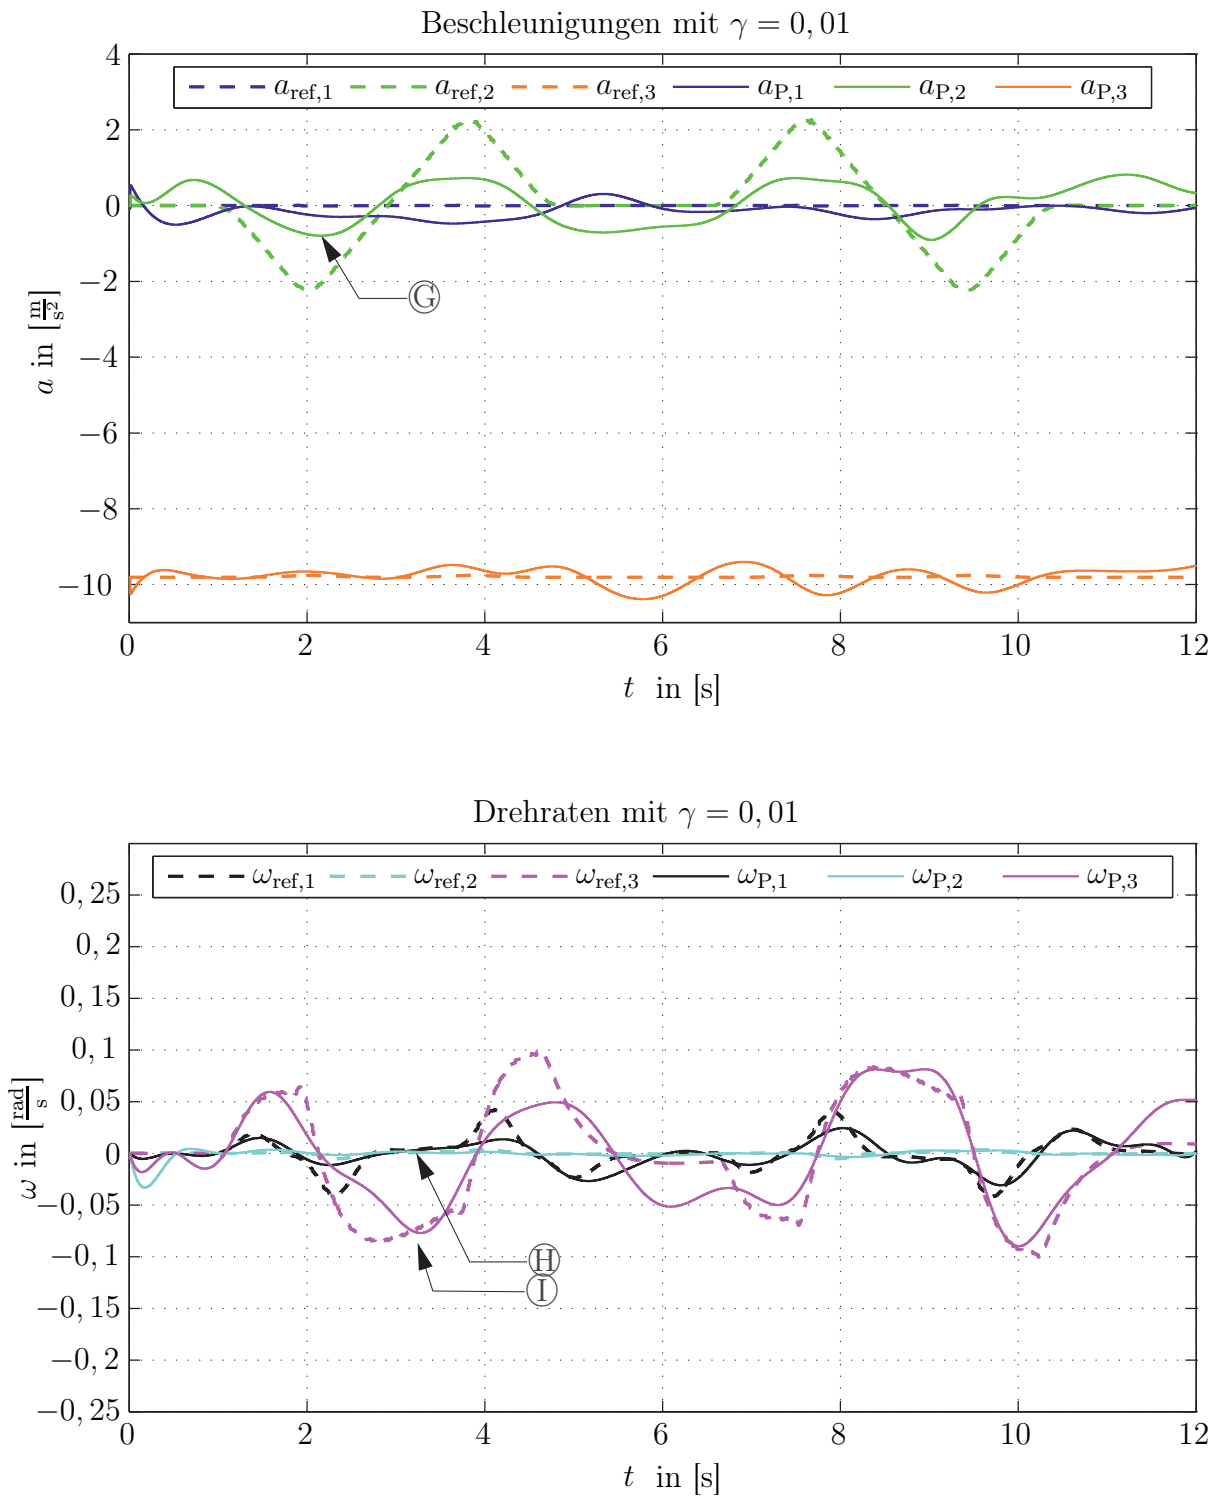 Beschleunigungen mit γ = 0, 01
4
a_ref,1 a_ref,2 a_ref,3 a_P,1 a_P,2 a_P,3
2
0
−2
G
−4
−6
−8
−10
a in [m/s²]
0 2 4 6 8 10 12
t in [s]
Drehraten mit γ = 0, 01
ω_ref,1 ω_ref,2 ω_ref,3 ω_P,1 ω_P,2 ω_P,3
0, 25
0, 2
0, 15
0, 1
0, 05
0
−0, 05
−0, 1
H
I
−0, 15
−0, 2
−0, 25
ω in [rad/s]
0 2 4 6 8 10 12
t in [s]